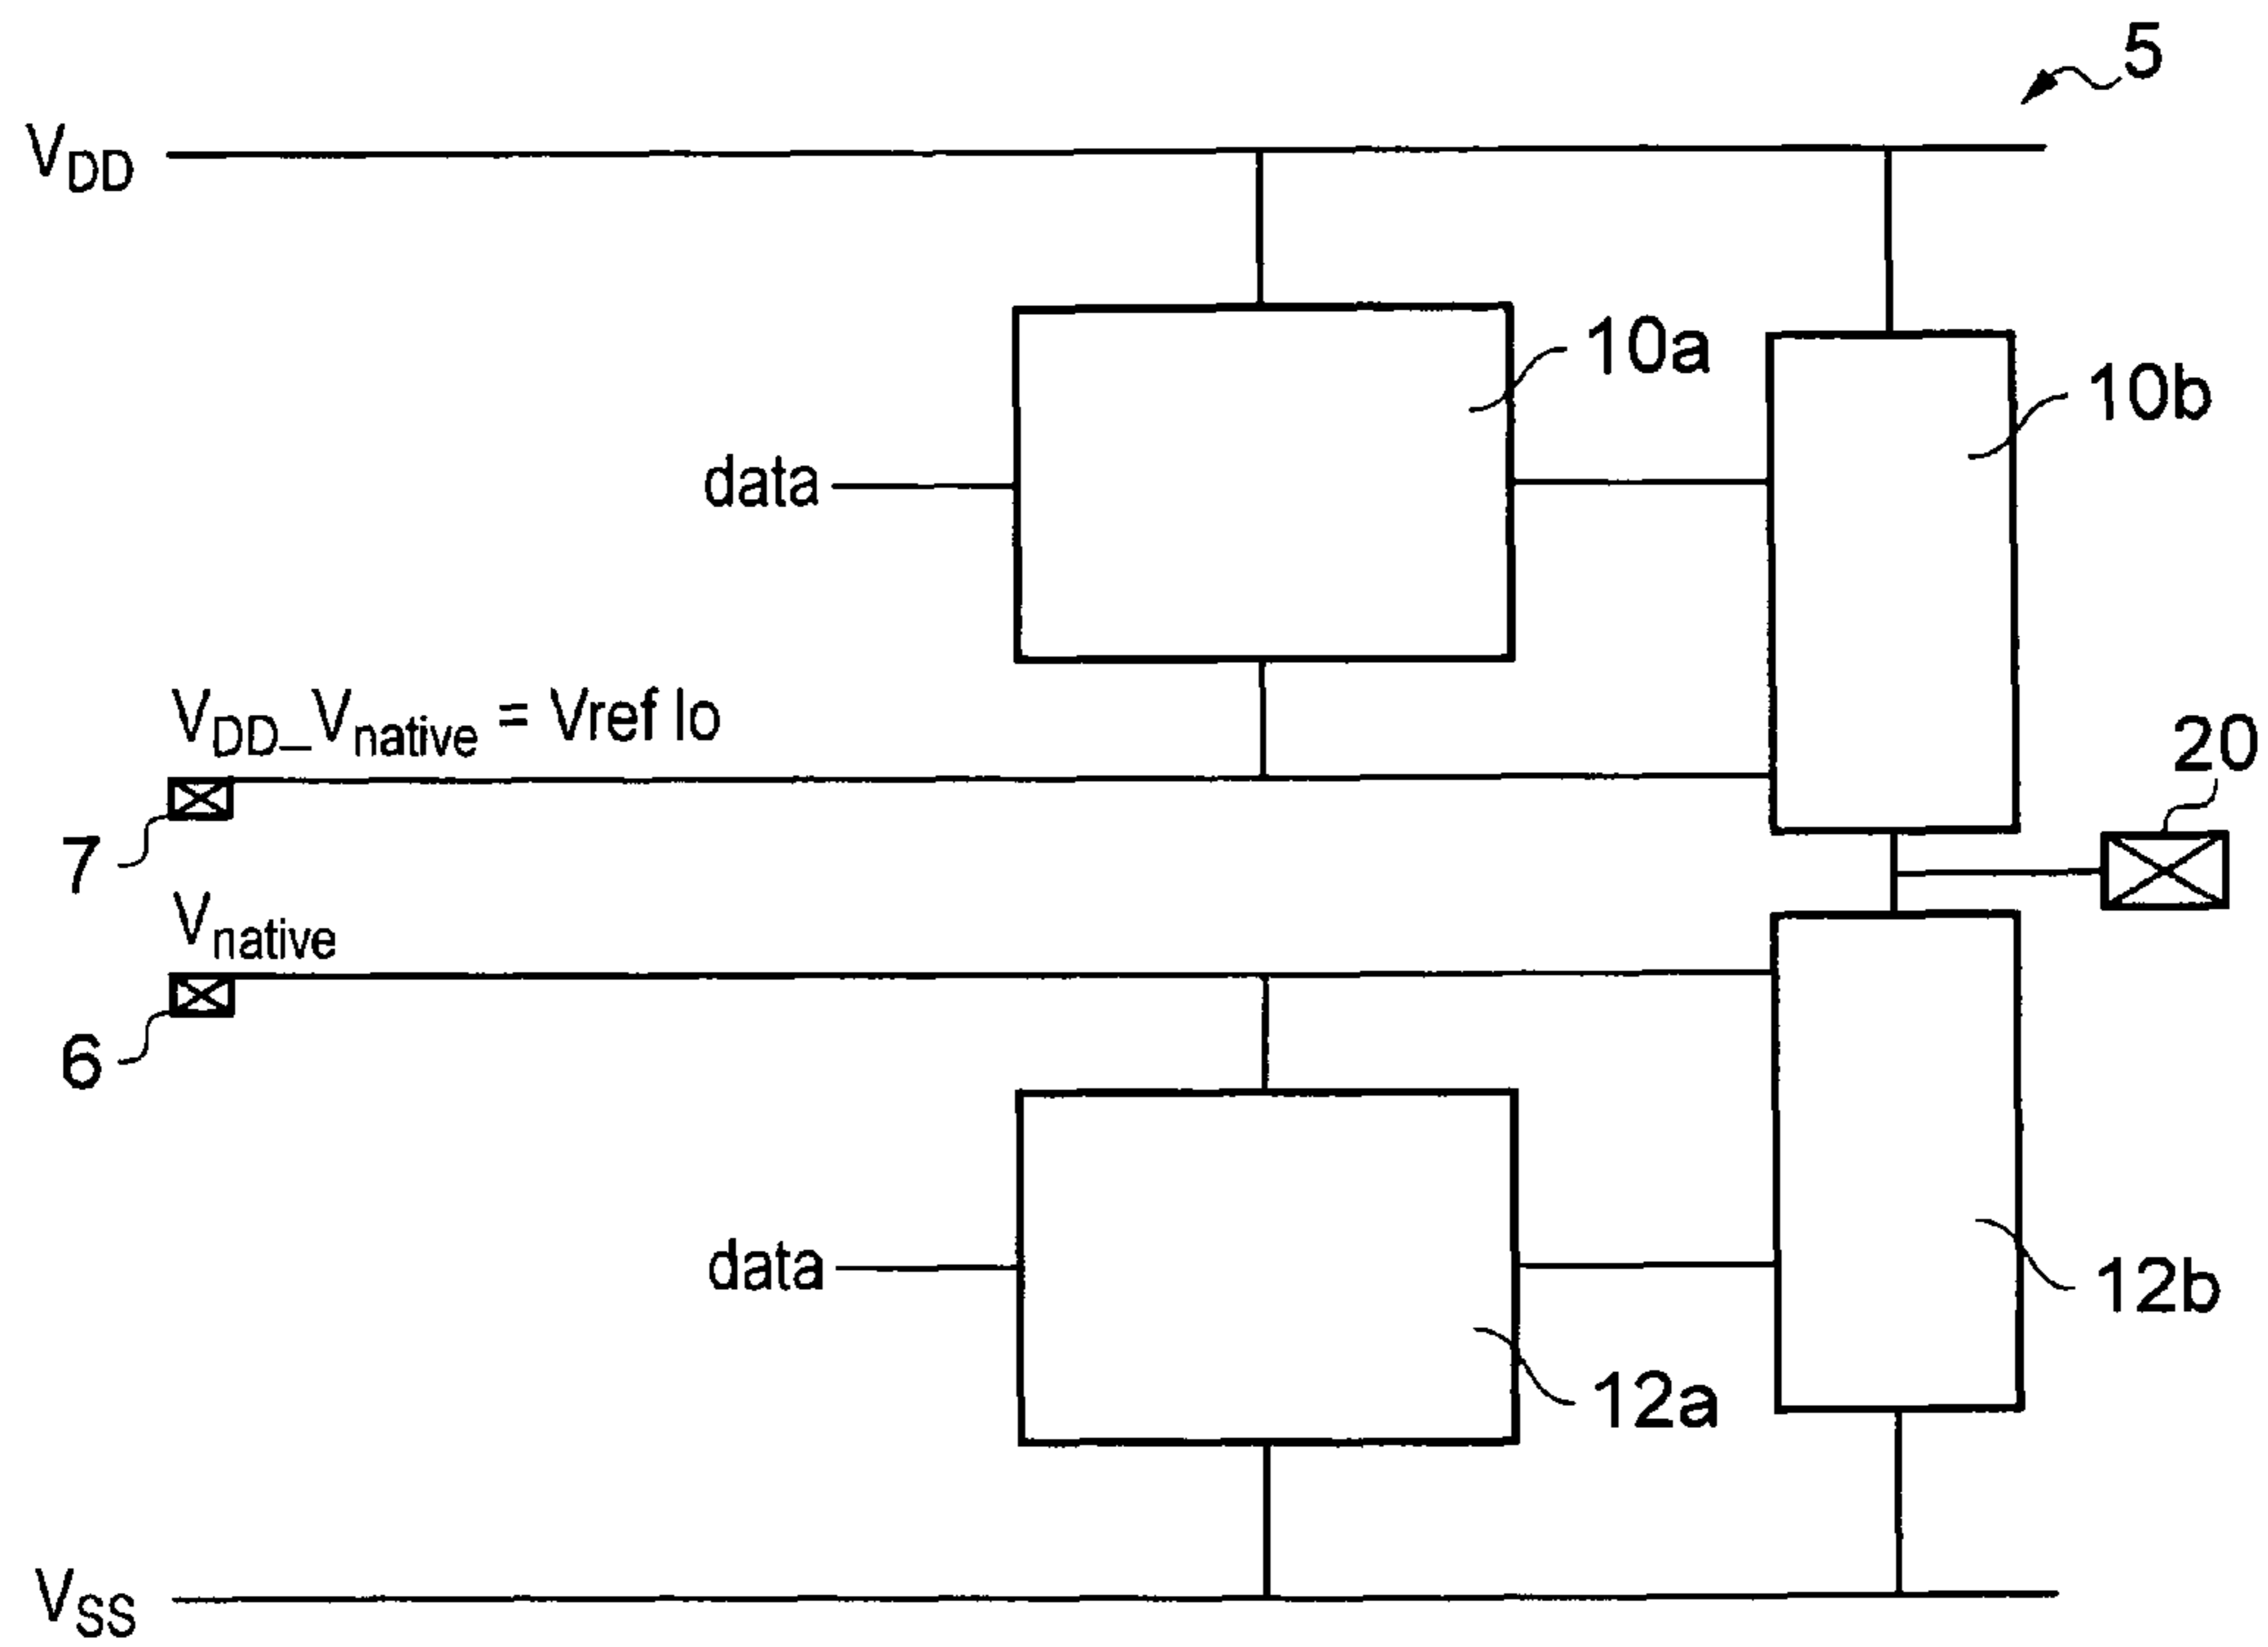 5
VDD
10a
10b
data
VDD_Vnative = Vref lo
20
7
Vnative
6
data
12b
12a
VSS